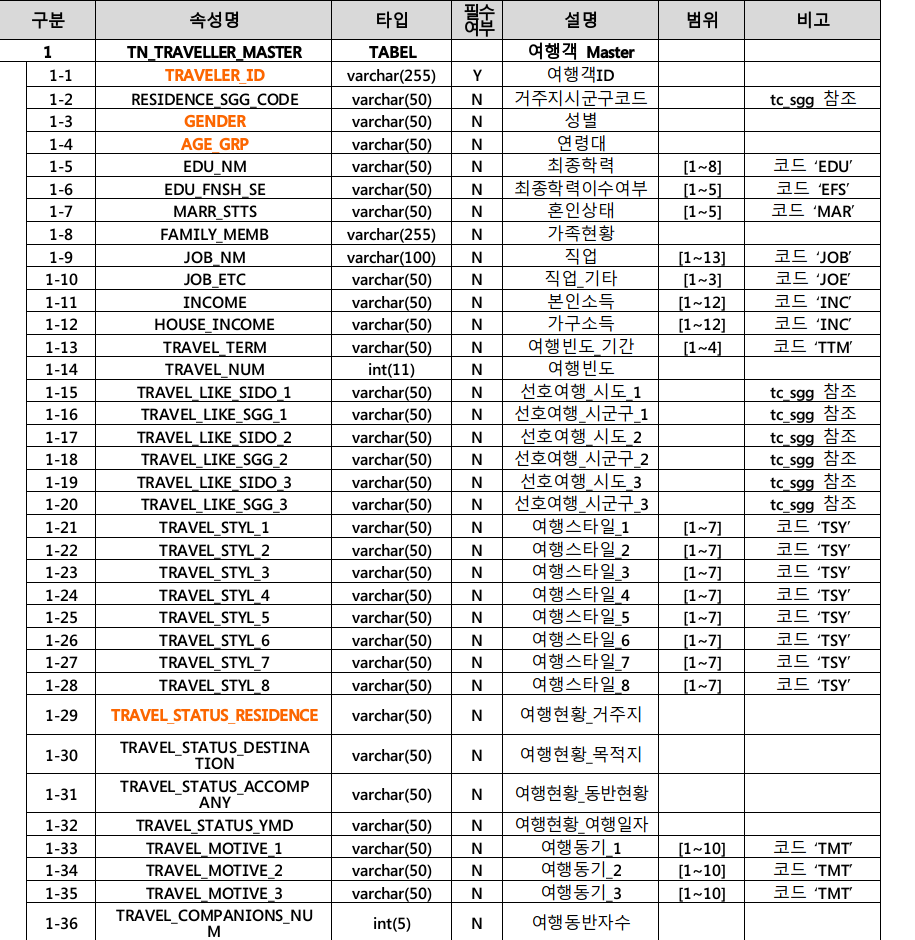 구분 속성명 타입 필수여부 설명 범위 비고
1 TN_TRAVELLER_MASTER TABEL 여행객 Master
1-1 TRAVELER_ID varchar(255) Y 여행객ID
1-2 RESIDENCE_SGG_CODE varchar(50) N 거주지시군구코드 tc_sgg 참조
1-3 GENDER varchar(50) N 성별
1-4 AGE_GRP varchar(50) N 연령대
1-5 EDU_NM varchar(50) N 최종학력 [1~8] 코드 ‘EDU’
1-6 EDU_FNSH_SE varchar(50) N 최종학력이수여부 [1~5] 코드 ‘EFS’
1-7 MARR_STTS varchar(50) N 혼인상태 [1~5] 코드 ‘MAR’
1-8 FAMILY_MEMB varchar(255) N 가족현황
1-9 JOB_NM varchar(100) N 직업 [1~13] 코드 ‘JOB’
1-10 JOB_ETC varchar(50) N 직업_기타 [1~3] 코드 ‘JOE’
1-11 INCOME varchar(50) N 본인소득 [1~12] 코드 ‘INC’
1-12 HOUSE_INCOME varchar(50) N 가구소득 [1~12] 코드 ‘INC’
1-13 TRAVEL_TERM varchar(50) N 여행빈도_기간 [1~4] 코드 ‘TTM’
1-14 TRAVEL_NUM int(11) N 여행빈도
1-15 TRAVEL_LIKE_SIDO_1 varchar(50) N 선호여행_시도_1 tc_sgg 참조
1-16 TRAVEL_LIKE_SGG_1 varchar(50) N 선호여행_시군구_1 tc_sgg 참조
1-17 TRAVEL_LIKE_SIDO_2 varchar(50) N 선호여행_시도_2 tc_sgg 참조
1-18 TRAVEL_LIKE_SGG_2 varchar(50) N 선호여행_시군구_2 tc_sgg 참조
1-19 TRAVEL_LIKE_SIDO_3 varchar(50) N 선호여행_시도_3 tc_sgg 참조
1-20 TRAVEL_LIKE_SGG_3 varchar(50) N 선호여행_시군구_3 tc_sgg 참조
1-21 TRAVEL_STYL_1 varchar(50) N 여행스타일_1 [1~7] 코드 ‘TSY’
1-22 TRAVEL_STYL_2 varchar(50) N 여행스타일_2 [1~7] 코드 ‘TSY’
1-23 TRAVEL_STYL_3 varchar(50) N 여행스타일_3 [1~7] 코드 ‘TSY’
1-24 TRAVEL_STYL_4 varchar(50) N 여행스타일_4 [1~7] 코드 ‘TSY’
1-25 TRAVEL_STYL_5 varchar(50) N 여행스타일_5 [1~7] 코드 ‘TSY’
1-26 TRAVEL_STYL_6 varchar(50) N 여행스타일_6 [1~7] 코드 ‘TSY’
1-27 TRAVEL_STYL_7 varchar(50) N 여행스타일_7 [1~7] 코드 ‘TSY’
1-28 TRAVEL_STYL_8 varchar(50) N 여행스타일_8 [1~7] 코드 ‘TSY’
1-29 TRAVEL_STATUS_RESIDENCE varchar(50) N 여행현황_거주지
1-30 TRAVEL_STATUS_DESTINATION varchar(50) N 여행현황_목적지
1-31 TRAVEL_STATUS_ACCOMPANY varchar(50) N 여행현황_동반현황
1-32 TRAVEL_STATUS_YMD varchar(50) N 여행현황_여행일자
1-33 TRAVEL_MOTIVE_1 varchar(50) N 여행동기_1 [1~10] 코드 ‘TMT’
1-34 TRAVEL_MOTIVE_2 varchar(50) N 여행동기_2 [1~10] 코드 ‘TMT’
1-35 TRAVEL_MOTIVE_3 varchar(50) N 여행동기_3 [1~10] 코드 ‘TMT’
1-36 TRAVEL_COMPANIONS_NUM int(5) N 여행동반자수